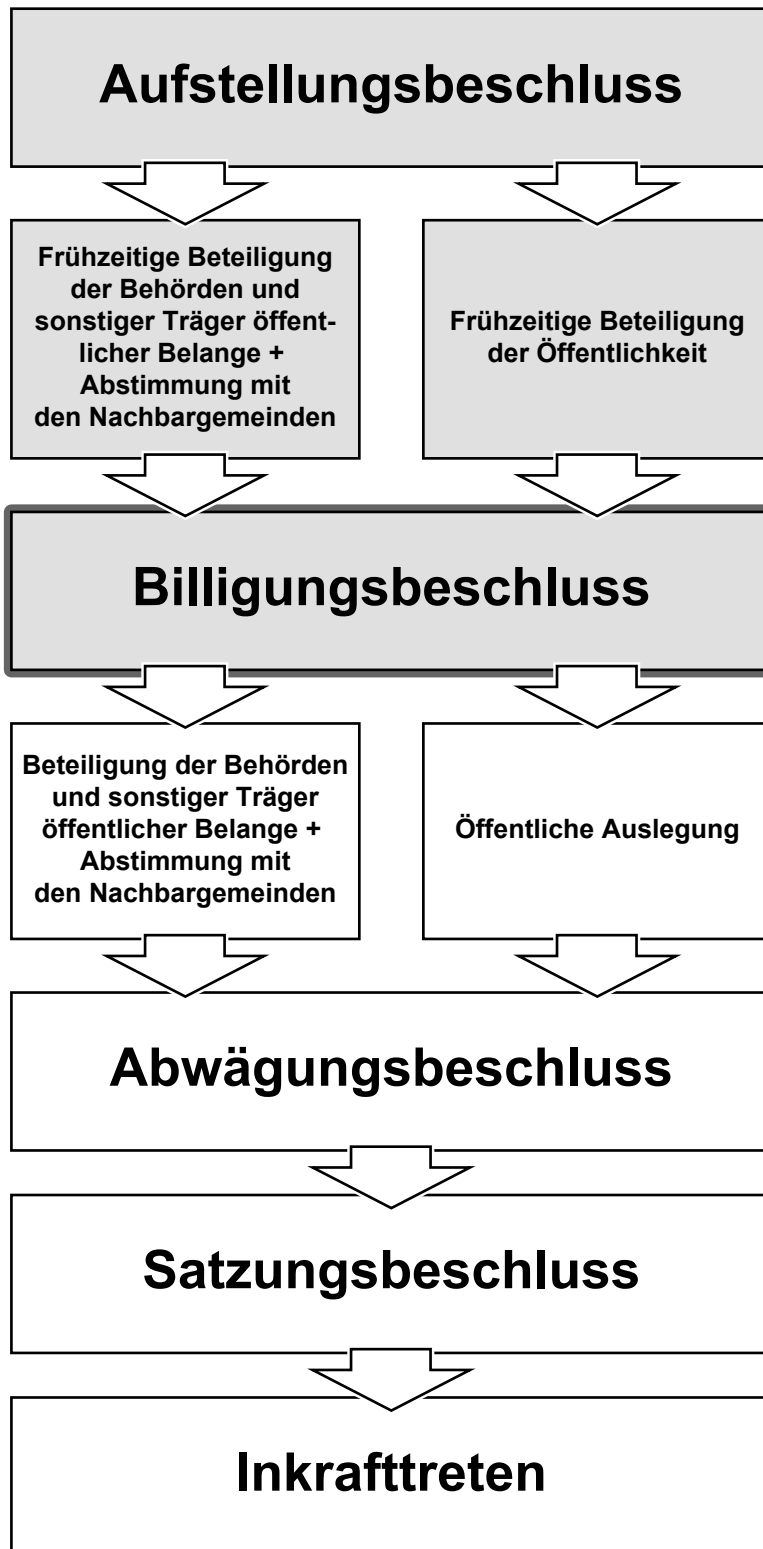 Aufstellungsbeschluss
Frühzeitige Beteiligung
der Behörden und
sonstiger Träger öffent-
licher Belange +
Abstimmung mit
den Nachbargemeinden
Frühzeitige Beteiligung
der Öffentlichkeit
Billigungsbeschluss
Beteiligung der Behörden
und sonstiger Träger
öffentlicher Belange +
Abstimmung mit
den Nachbargemeinden
Öffentliche Auslegung
Abwägungsbeschluss
Satzungsbeschluss
Inkrafttreten